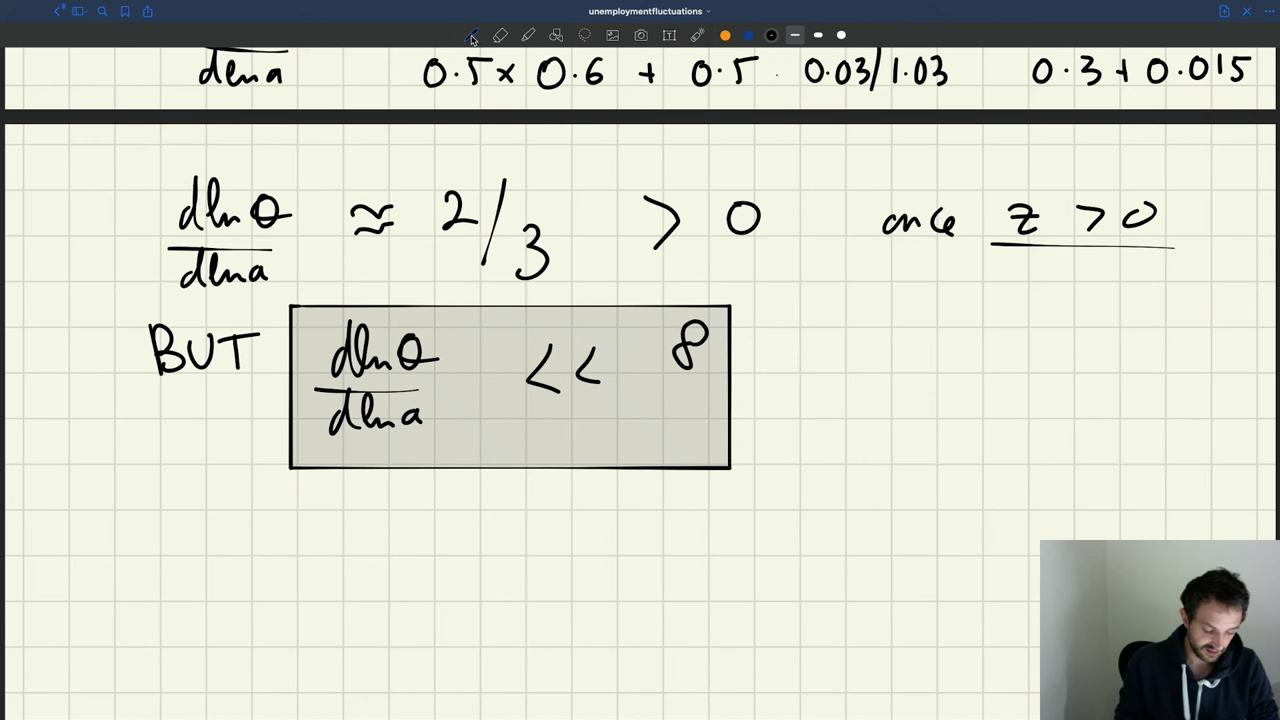 unemploymentfluctuations
dlna 0.5× 0.6 + 0.5 · 0.03/1.03 0.3 + 0.015
dlnθ ≈ 2/3 > 0 once z > 0
dlna
BUT dlnθ << 8
dlna